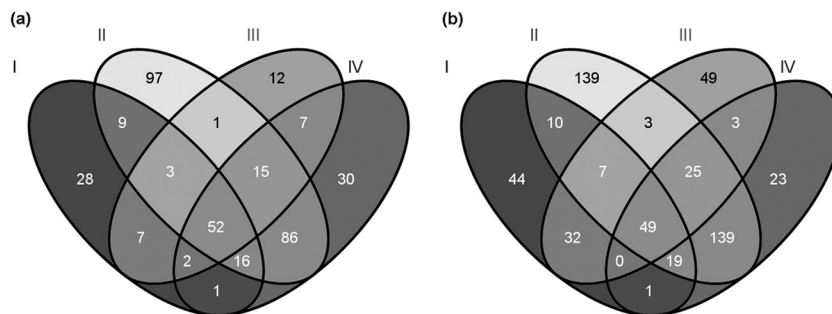 (a) (b)
II III II III
I IV I IV
97 12 139 49
9 1 7 10 3 3
28 3 15 30 44 7 25 23
52 49
7 86 32 139
2 16 0 19
1 1